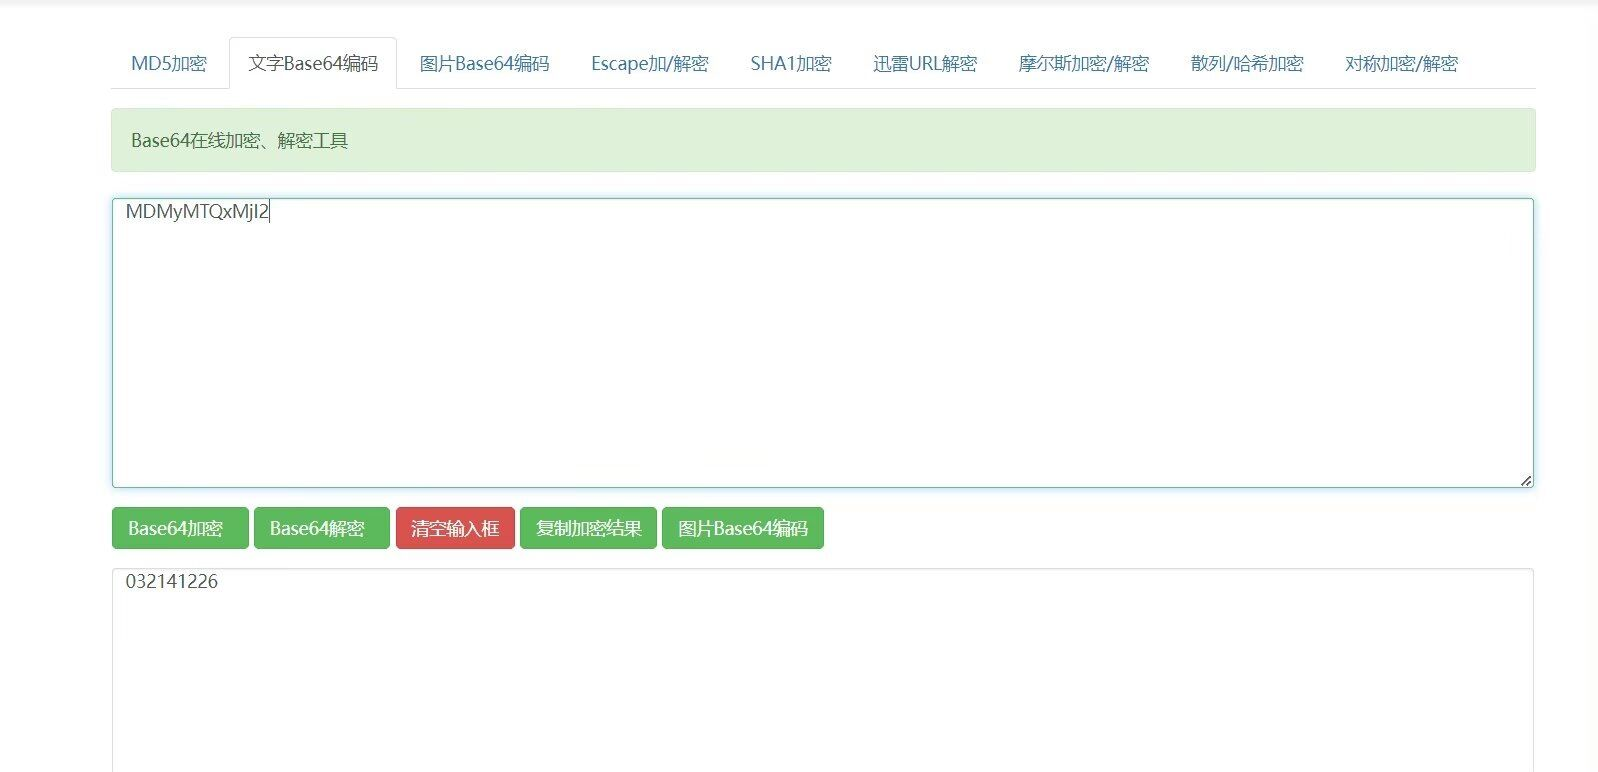 MD5加密
文字Base64编码
图片Base64编码
Escape加/解密
SHA1加密
迅雷URL解密
摩尔斯加密/解密
散列/哈希加密
对称加密/解密
Base64在线加密、解密工具
MDMyMTQxMjI2
Base64加密
Base64解密
清空输入框
复制加密结果
图片Base64编码
032141226